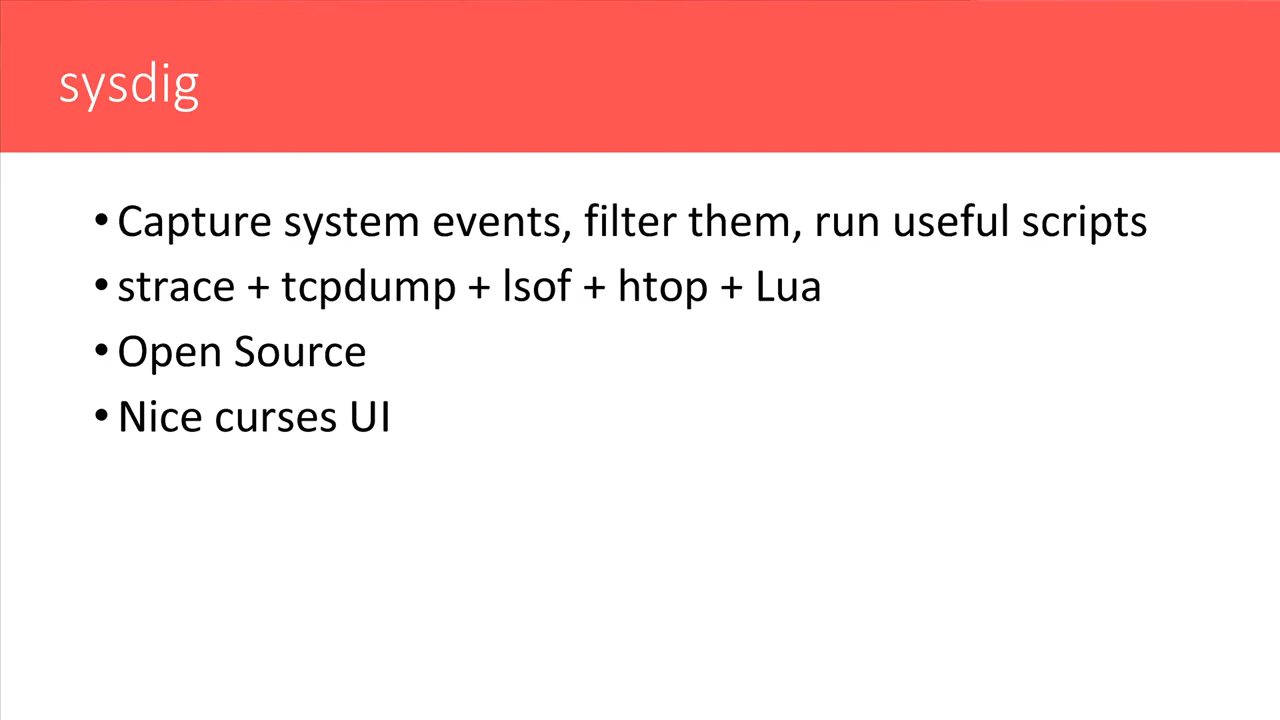 sysdig
• Capture system events, filter them, run useful scripts
• strace + tcpdump + lsof + htop + Lua
• Open Source
• Nice curses UI